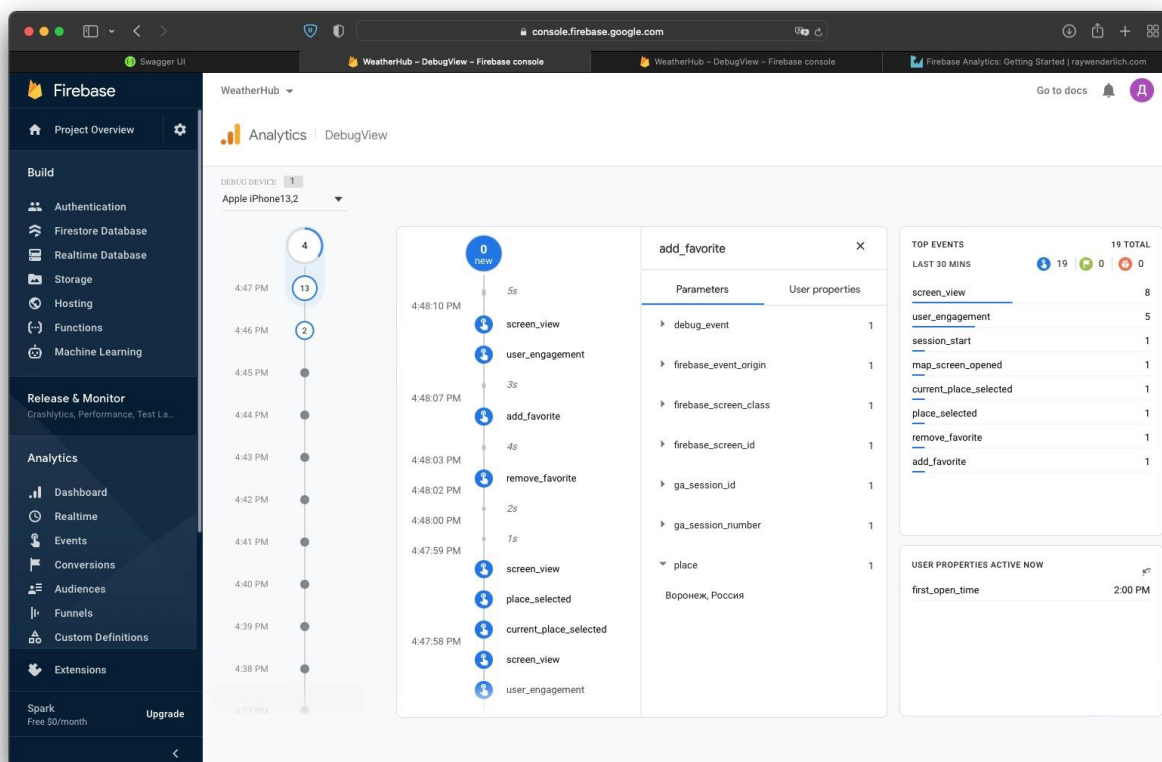 console.firebase.google.com
Swagger UI
WeatherHub – DebugView – Firebase console
WeatherHub – DebugView – Firebase console
Firebase Analytics: Getting Started | raywenderlich.com
Firebase
WeatherHub
Go to docs
Д
Project Overview
Analytics
DebugView
Build
Authentication
Firestore Database
Realtime Database
Storage
Hosting
Functions
Machine Learning
Release & Monitor
Crashlytics, Performance, Test La...
Analytics
Dashboard
Realtime
Events
Conversions
Audiences
Funnels
Custom Definitions
Extensions
Spark
Free $0/month
Upgrade
DEBUG DEVICE 1
Apple iPhone13,2
4
4:47 PM 13
4:46 PM 2
4:45 PM
4:44 PM
4:43 PM
4:42 PM
4:41 PM
4:40 PM
4:39 PM
4:38 PM
4:37 PM
0
new
5s
4:48:10 PM
screen_view
user_engagement
3s
4:48:07 PM
add_favorite
4s
4:48:03 PM
remove_favorite
4:48:02 PM
2s
4:48:00 PM
1s
4:47:59 PM
screen_view
place_selected
current_place_selected
4:47:58 PM
screen_view
user_engagement
add_favorite
Parameters User properties
debug_event 1
firebase_event_origin 1
firebase_screen_class 1
firebase_screen_id 1
ga_session_id 1
ga_session_number 1
place 1
Воронеж, Россия
TOP EVENTS 19 TOTAL
LAST 30 MINS 19 0 0
screen_view 8
user_engagement 5
session_start 1
map_screen_opened 1
current_place_selected 1
place_selected 1
remove_favorite 1
add_favorite 1
USER PROPERTIES ACTIVE NOW
first_open_time 2:00 PM